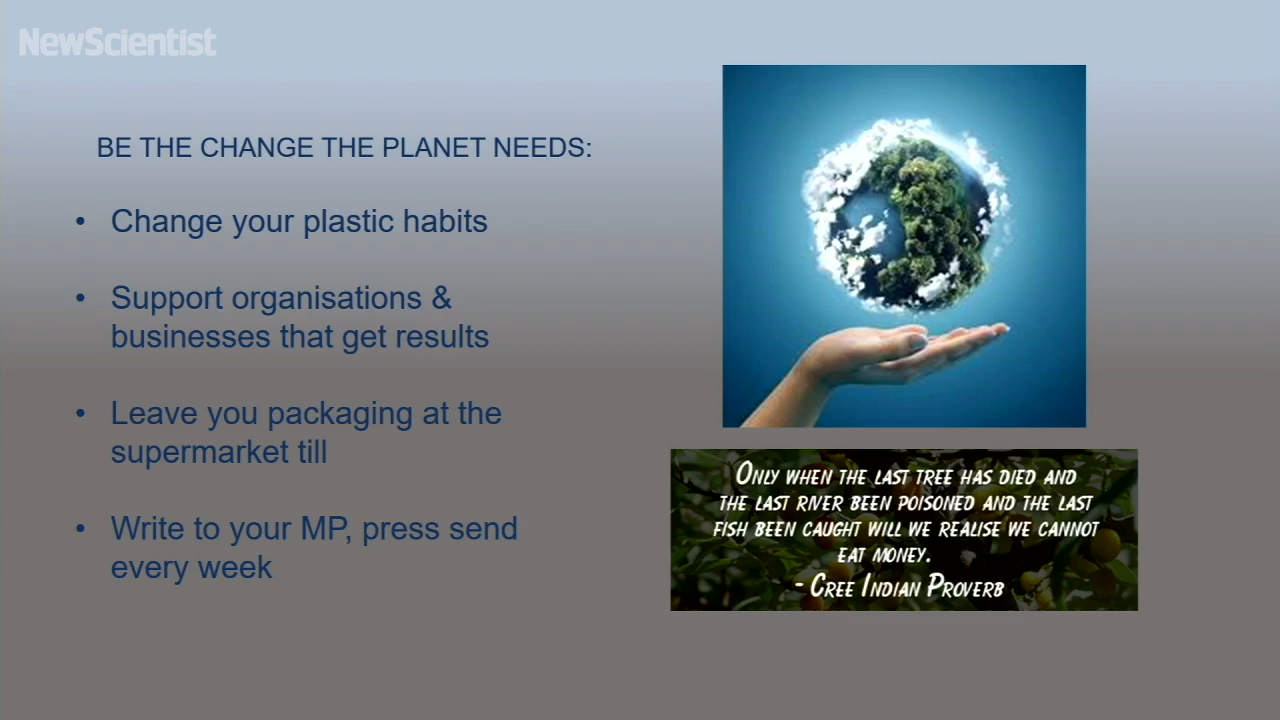 NewScientist
BE THE CHANGE THE PLANET NEEDS:
• Change your plastic habits
• Support organisations &
businesses that get results
• Leave you packaging at the
supermarket till
• Write to your MP, press send
every week
ONLY WHEN THE LAST TREE HAS DIED AND
THE LAST RIVER BEEN POISONED AND THE LAST
FISH BEEN CAUGHT WILL WE REALISE WE CANNOT
EAT MONEY.
- CREE INDIAN PROVERB